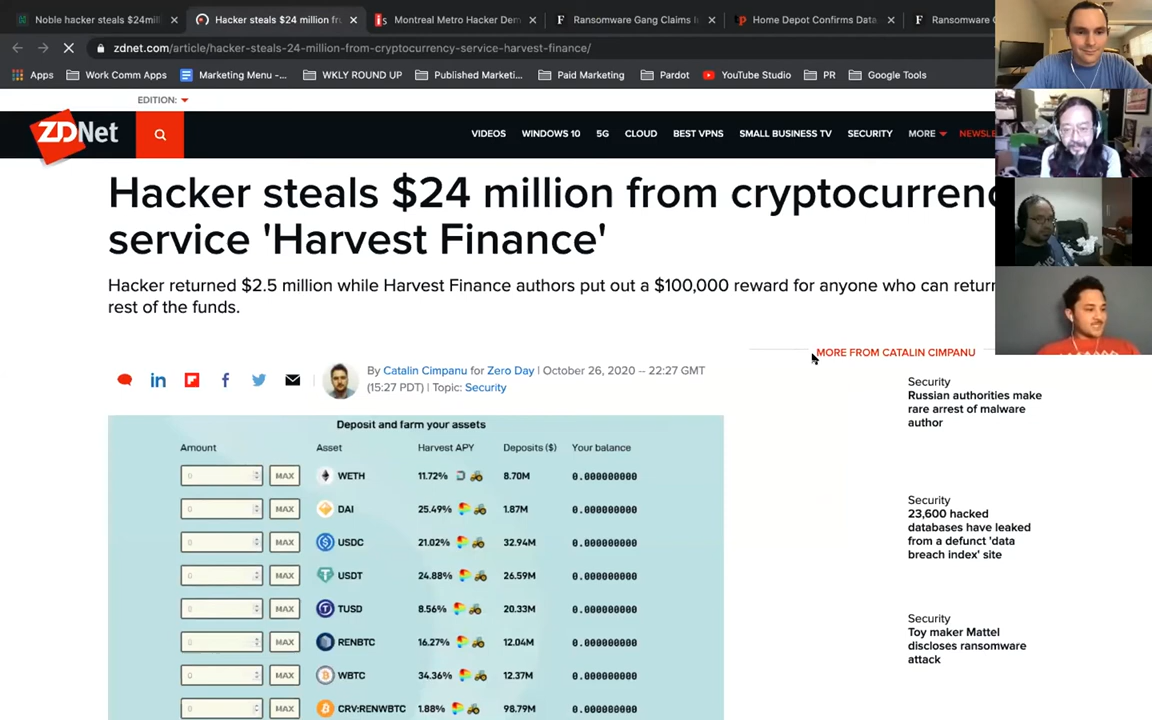 Noble hacker steals $24mill
Hacker steals $24 million fro
Montreal Metro Hacker Dem
Ransomware Gang Claims I
Home Depot Confirms Data
Ransomware G
zdnet.com/article/hacker-steals-24-million-from-cryptocurrency-service-harvest-finance/
Apps Work Comm Apps Marketing Menu -... WKLY ROUND UP Published Marketi... Paid Marketing Pardot YouTube Studio PR Google Tools
EDITION:
ZDNet VIDEOS WINDOWS 10 5G CLOUD BEST VPNS SMALL BUSINESS TV SECURITY MORE NEWSLE
Hacker steals $24 million from cryptocurrenc
service 'Harvest Finance'
Hacker returned $2.5 million while Harvest Finance authors put out a $100,000 reward for anyone who can return
rest of the funds.
By Catalin Cimpanu for Zero Day | October 26, 2020 -- 22:27 GMT
(15:27 PDT) | Topic: Security
Deposit and farm your assets
Amount Asset Harvest APY Deposits ($) Your balance
0 MAX WETH 11.72% 8.70M 0.000000000
0 MAX DAI 25.49% 1.87M 0.000000000
0 MAX USDC 21.02% 32.94M 0.000000000
0 MAX USDT 24.88% 26.59M 0.000000000
0 MAX TUSD 8.56% 20.33M 0.000000000
0 MAX RENBTC 16.27% 12.04M 0.000000000
0 MAX WBTC 34.36% 12.37M 0.000000000
0 MAX CRV:RENWBTC 1.88% 98.79M 0.000000000
MORE FROM CATALIN CIMPANU
Security
Russian authorities make
rare arrest of malware
author
Security
23,600 hacked
databases have leaked
from a defunct 'data
breach index' site
Security
Toy maker Mattel
discloses ransomware
attack